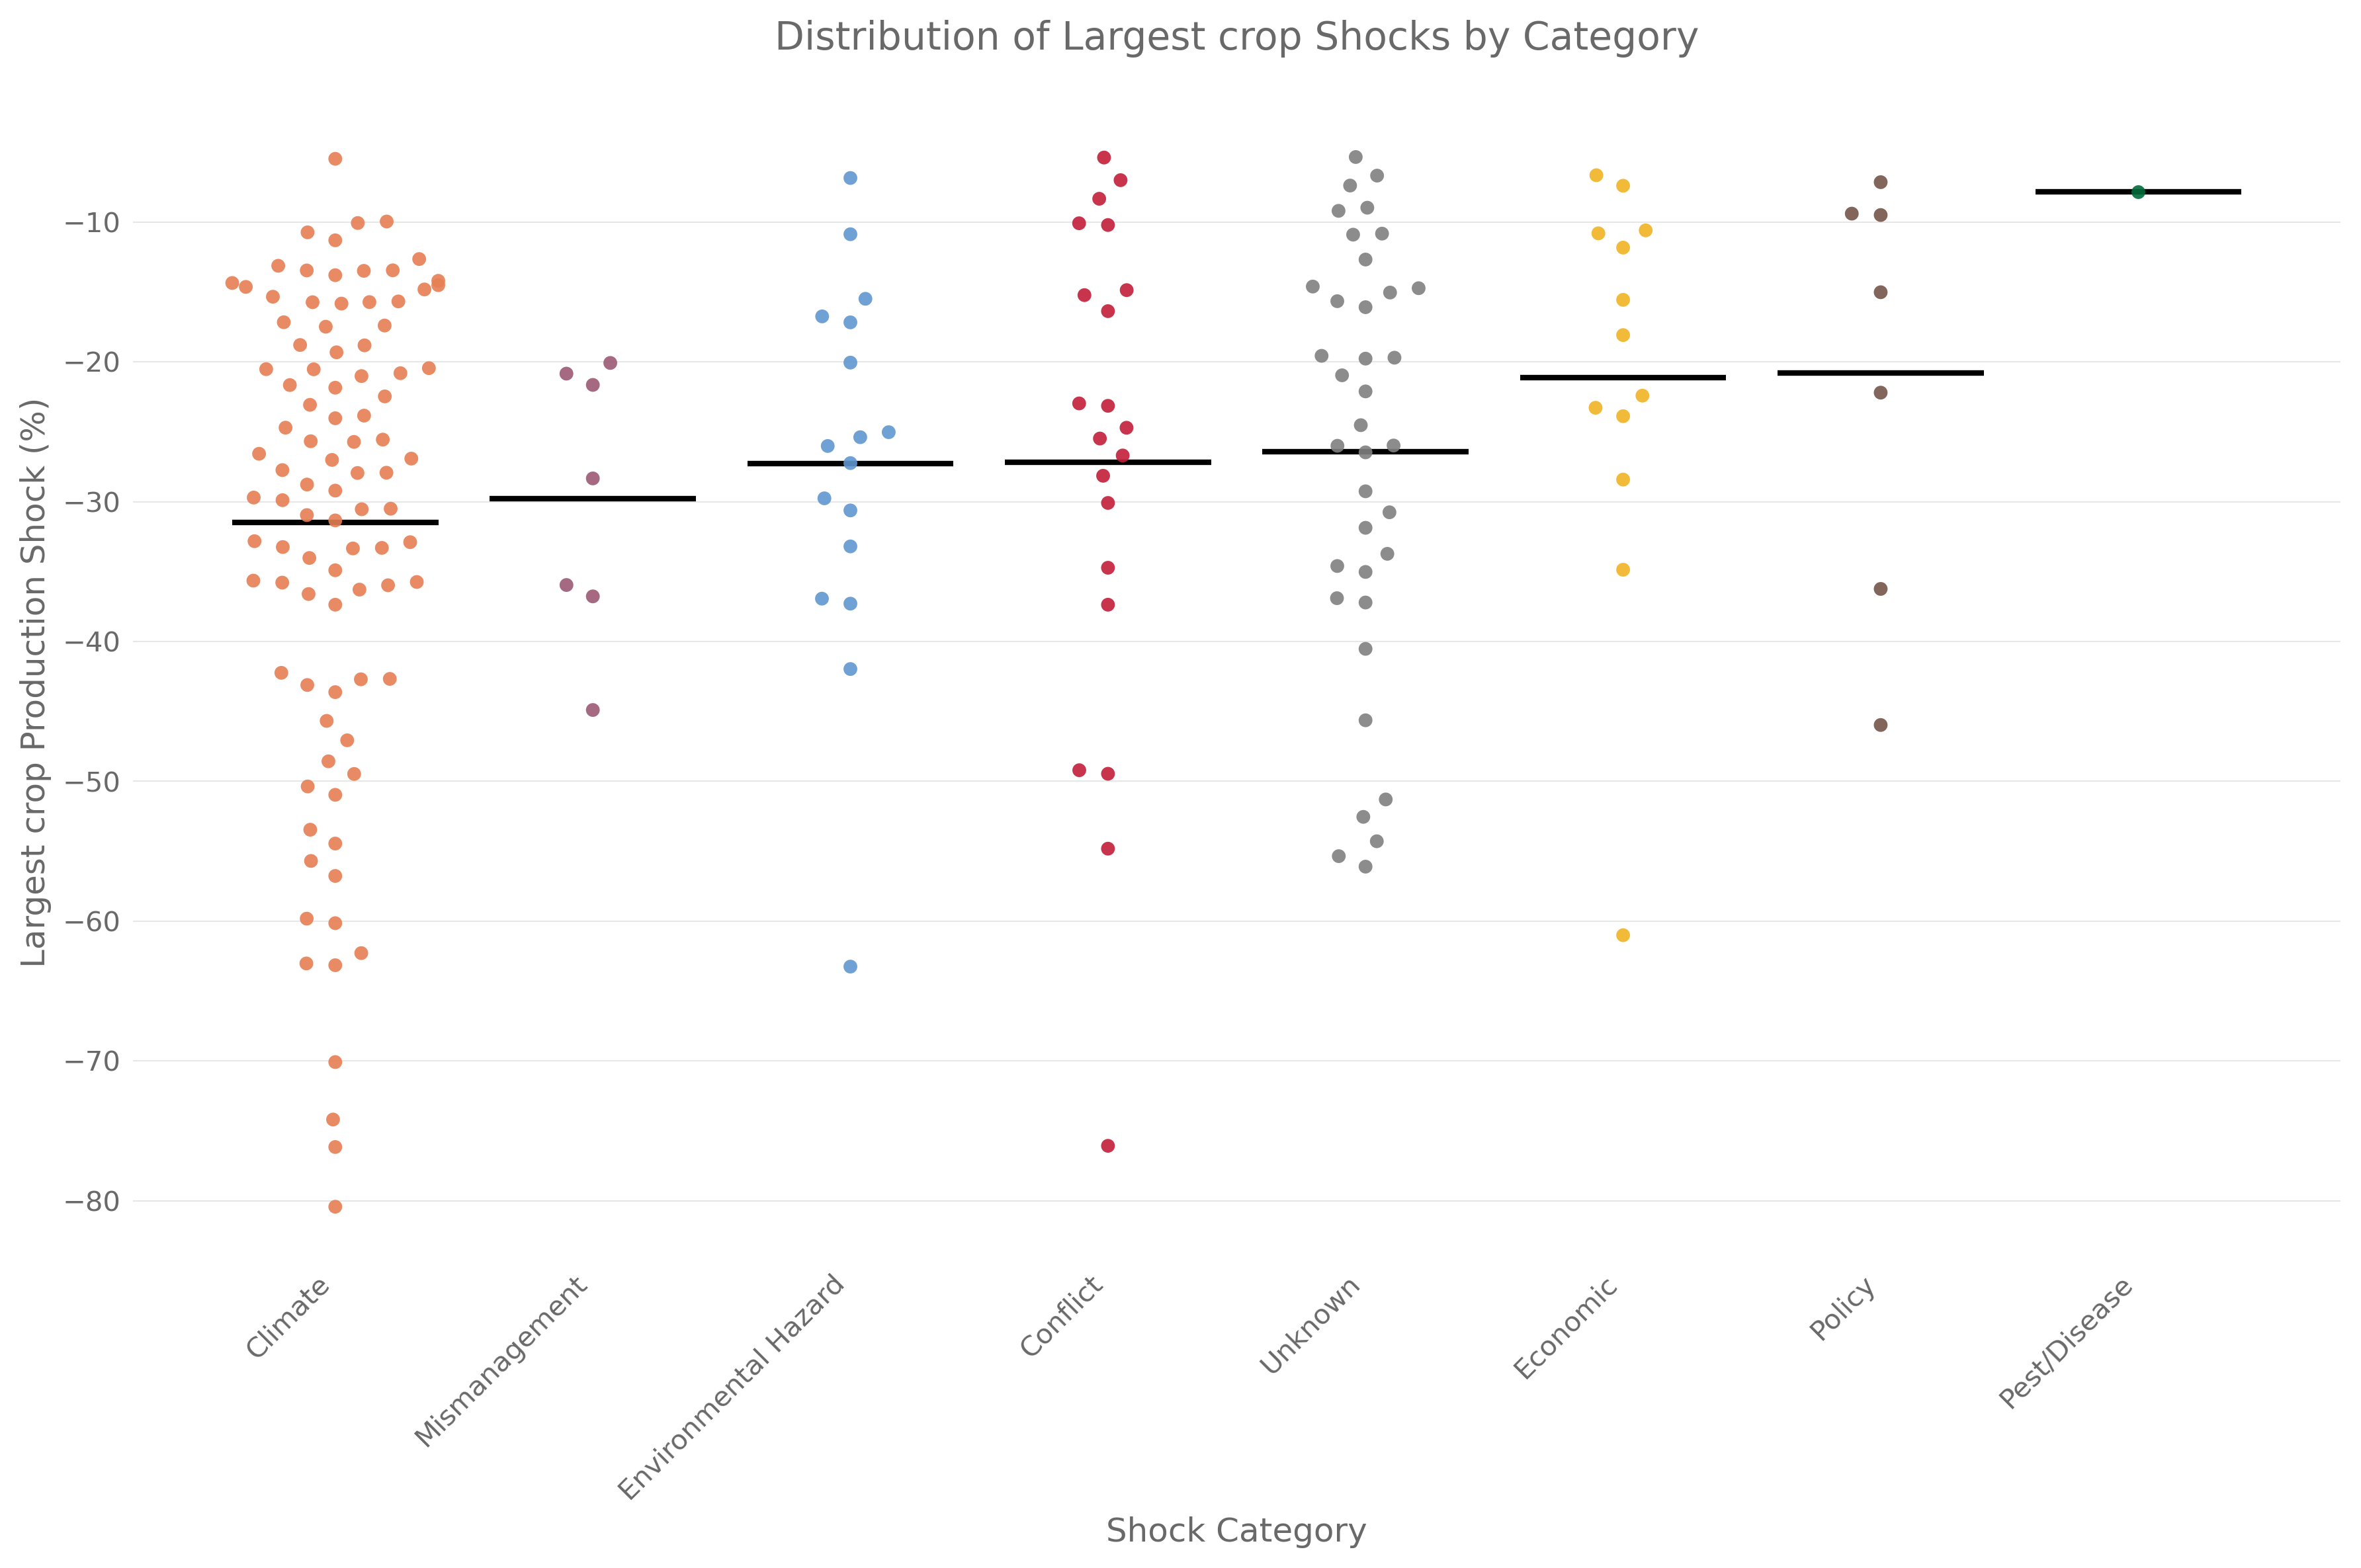 Distribution of Largest crop Shocks by Category
Largest crop Production Shock (%)
−10
−20
−30
−40
−50
−60
−70
−80
Climate
Mismanagement
Environmental Hazard
Conflict
Unknown
Economic
Policy
Pest/Disease
Shock Category